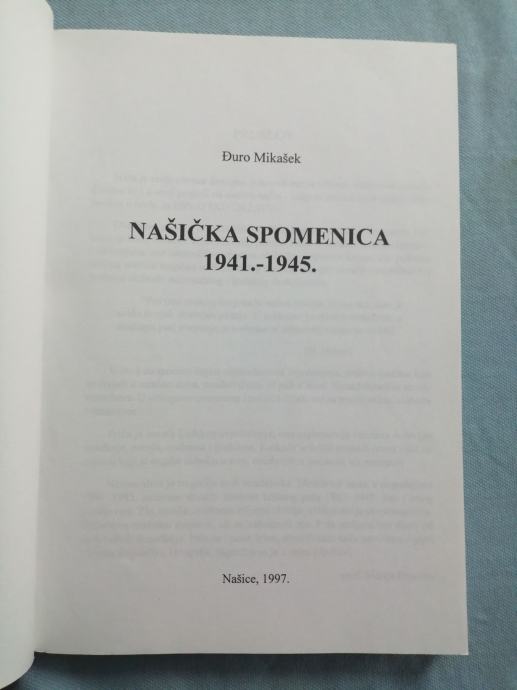 Đuro Mikašek
NAŠIČKA SPOMENICA
1941.-1945.
Našice, 1997.